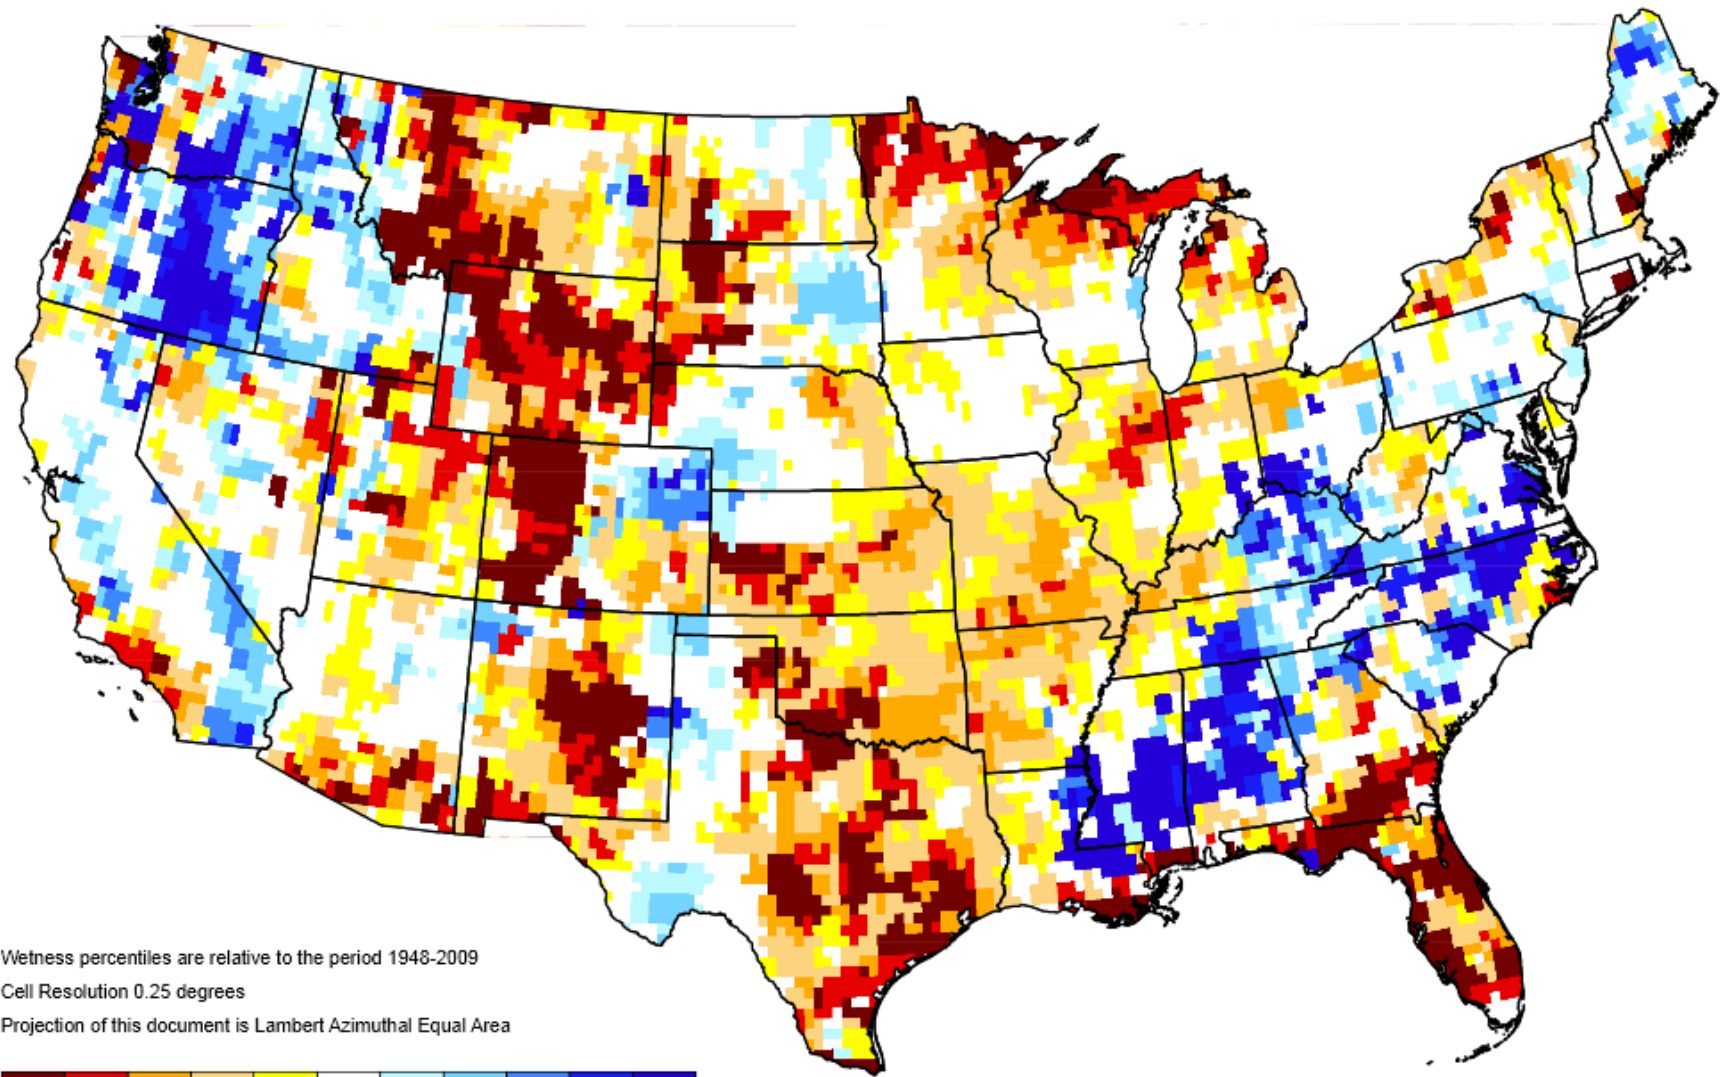 Wetness percentiles are relative to the period 1948-2009
Cell Resolution 0.25 degrees
Projection of this document is Lambert Azimuthal Equal Area